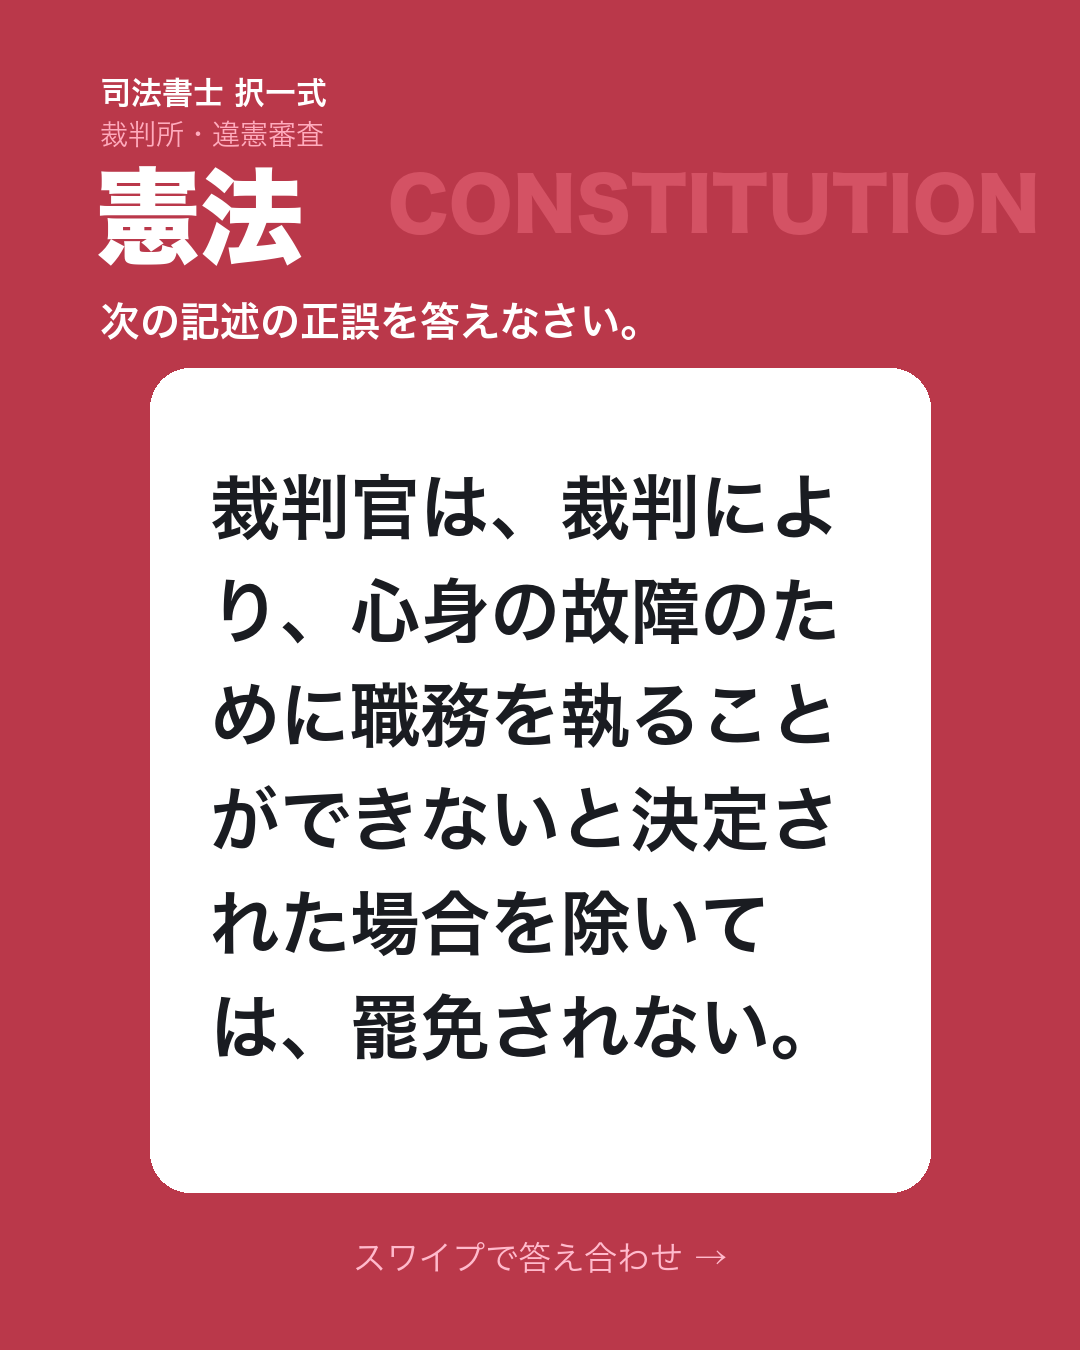 司法書士 択一式
裁判所・違憲審査
憲法
CONSTITUTION
次の記述の正誤を答えなさい。
裁判官は、裁判によ
り、心身の故障のた
めに職務を執ること
ができないと決定さ
れた場合を除いて
は、罷免されない。
スワイプで答え合わせ →